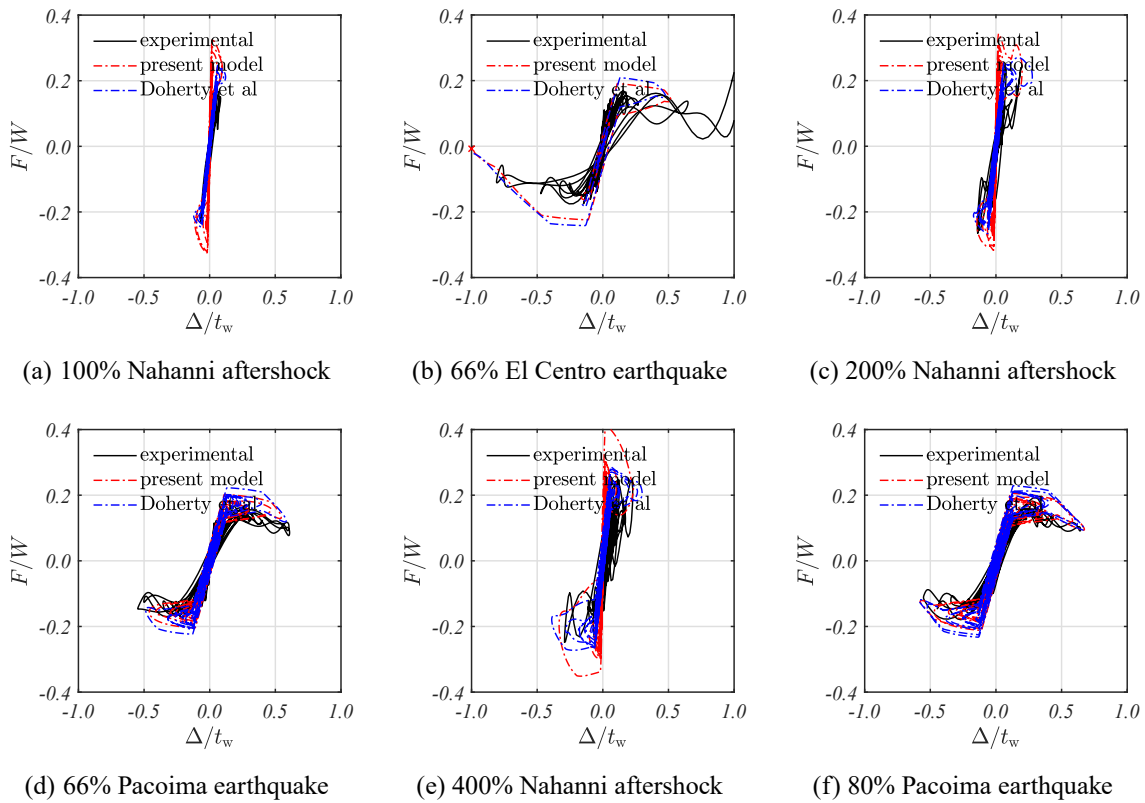 0.4
experimental
present model
Doherty et al
0.2
0.0
-0.2
-0.4
F/W
-1.0 -0.5 0.0 0.5 1.0
Δ/t_w
(a) 100% Nahanni aftershock
0.4
experimental
present model
Doherty et al
0.2
0.0
-0.2
-0.4
F/W
-1.0 -0.5 0.0 0.5 1.0
Δ/t_w
(b) 66% El Centro earthquake
0.4
experimental
present model
Doherty et al
0.2
0.0
-0.2
-0.4
F/W
-1.0 -0.5 0.0 0.5 1.0
Δ/t_w
(c) 200% Nahanni aftershock
0.4
experimental
present model
Doherty et al
0.2
0.0
-0.2
-0.4
F/W
-1.0 -0.5 0.0 0.5 1.0
Δ/t_w
(d) 66% Pacoima earthquake
0.4
experimental
present model
Doherty et al
0.2
0.0
-0.2
-0.4
F/W
-1.0 -0.5 0.0 0.5 1.0
Δ/t_w
(e) 400% Nahanni aftershock
0.4
experimental
present model
Doherty et al
0.2
0.0
-0.2
-0.4
F/W
-1.0 -0.5 0.0 0.5 1.0
Δ/t_w
(f) 80% Pacoima earthquake